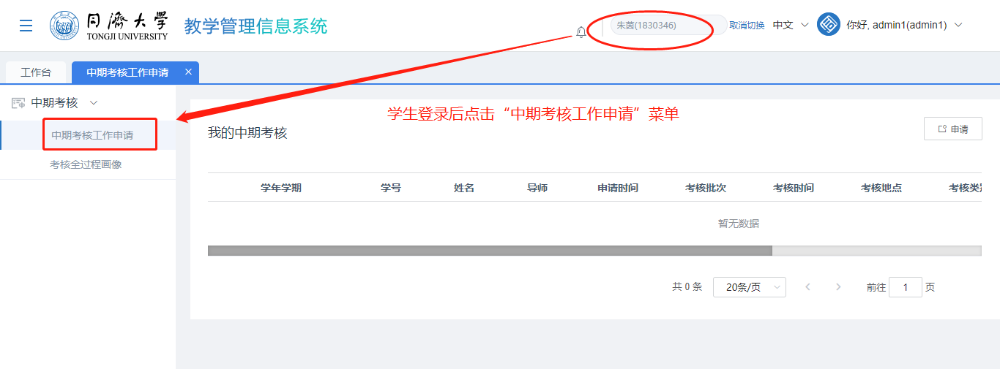 同濟大學
TONGJI UNIVERSITY
教学管理信息系统
朱茵(1830346)
取消切换
中文
你好, admin1(admin1)
工作台
中期考核工作申请
中期考核
中期考核工作申请
考核全过程画像
学生登录后点击“中期考核工作申请”菜单
我的中期考核
申请
学年学期 学号 姓名 导师 申请时间 考核批次 考核时间 考核地点 考核类
暂无数据
共 0 条 20条/页 前往 1 页